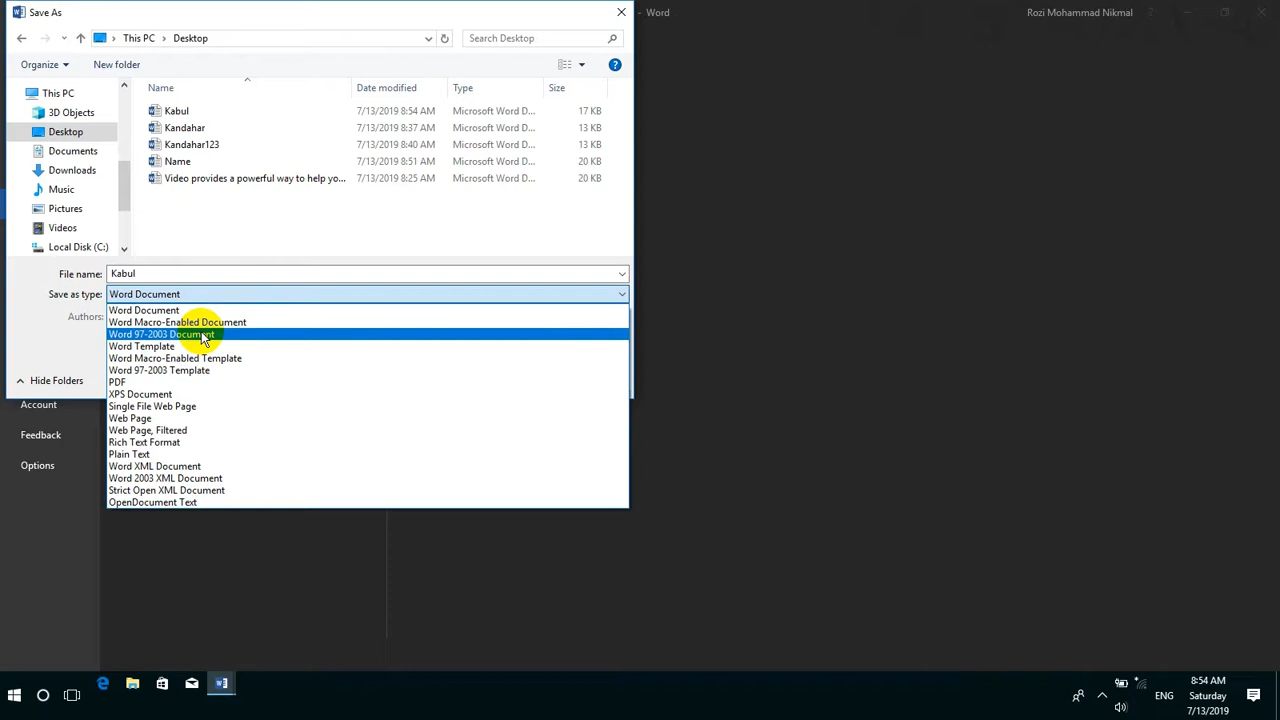 Save As
- Word
Rozi Mohammad Nikmal
?
This PC > Desktop
Search Desktop
Organize
New folder
?
Name
Date modified
Type
Size
This PC
3D Objects
Desktop
Documents
Downloads
Music
Pictures
Videos
Local Disk (C:)
Kabul 7/13/2019 8:54 AM Microsoft Word D... 17 KB
Kandahar 7/13/2019 8:37 AM Microsoft Word D... 13 KB
Kandahar123 7/13/2019 8:40 AM Microsoft Word D... 13 KB
Name 7/13/2019 8:51 AM Microsoft Word D... 20 KB
Video provides a powerful way to help yo... 7/13/2019 8:25 AM Microsoft Word D... 20 KB
File name: Kabul
Save as type: Word Document
Authors:
Word Document
Word Macro-Enabled Document
Word 97-2003 Document
Word Template
Word Macro-Enabled Template
Word 97-2003 Template
PDF
XPS Document
Single File Web Page
Web Page
Web Page, Filtered
Rich Text Format
Plain Text
Word XML Document
Word 2003 XML Document
Strict Open XML Document
OpenDocument Text
Hide Folders
Account
Feedback
Options
ENG
8:54 AM
Saturday
7/13/2019